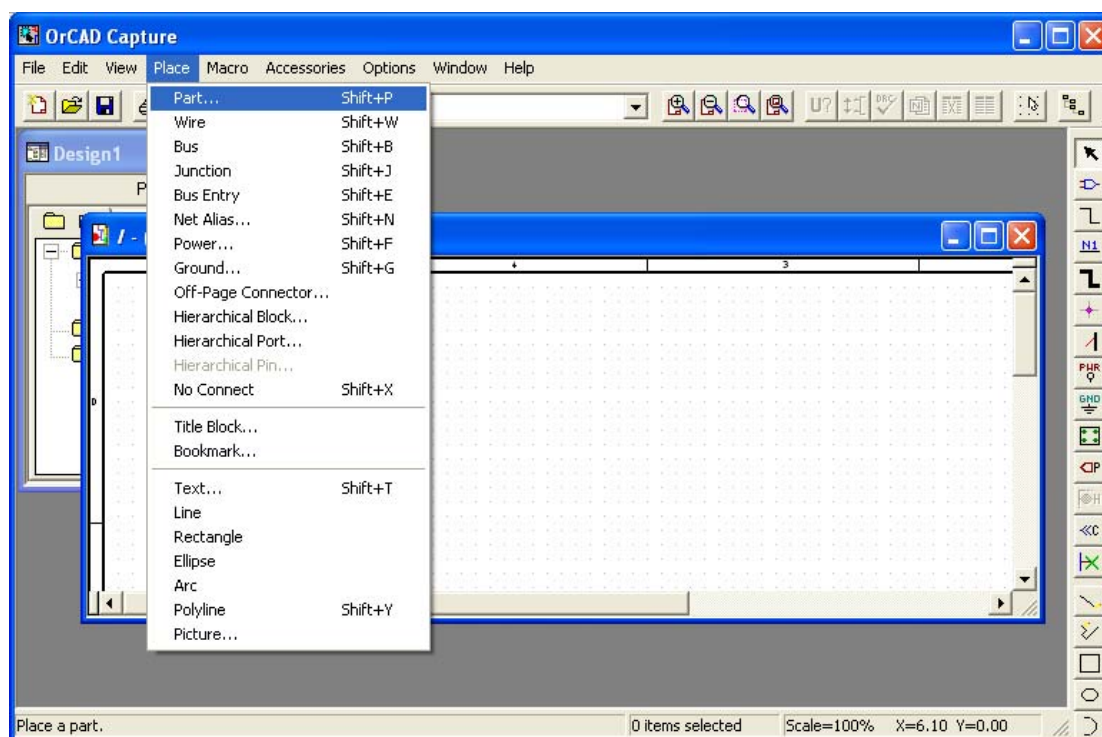 OrCAD Capture
File Edit View Place Macro Accessories Options Window Help
U? DRC
Design1
Part... Shift+P
Wire Shift+W
Bus Shift+B
Junction Shift+J
Bus Entry Shift+E
Net Alias... Shift+N
Power... Shift+F
Ground... Shift+G
Off-Page Connector...
Hierarchical Block...
Hierarchical Port...
Hierarchical Pin...
No Connect Shift+X
Title Block...
Bookmark...
Text... Shift+T
Line
Rectangle
Ellipse
Arc
Polyline Shift+Y
Picture...
P
/ -
4 3
D
N1
PWR
GND
P
H
C
Place a part. 0 items selected Scale=100% X=6.10 Y=0.00